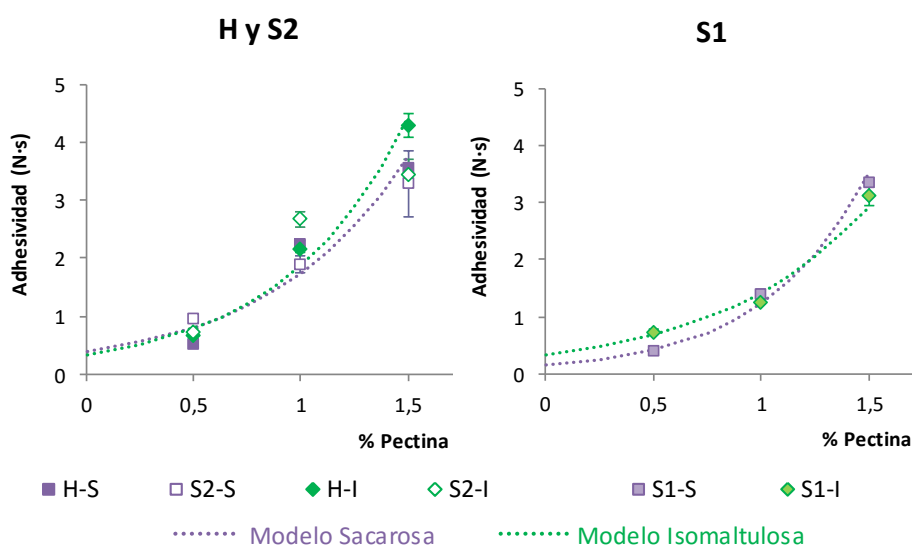 H y S2
S1
Adhesividad (N·s)
5
4
3
2
1
0
0 0,5 1 1,5
% Pectina
Adhesividad (N·s)
5
4
3
2
1
0
0 0,5 1 1,5
% Pectina
H-S S2-S H-I S2-I S1-S S1-I
Modelo Sacarosa Modelo Isomaltulosa